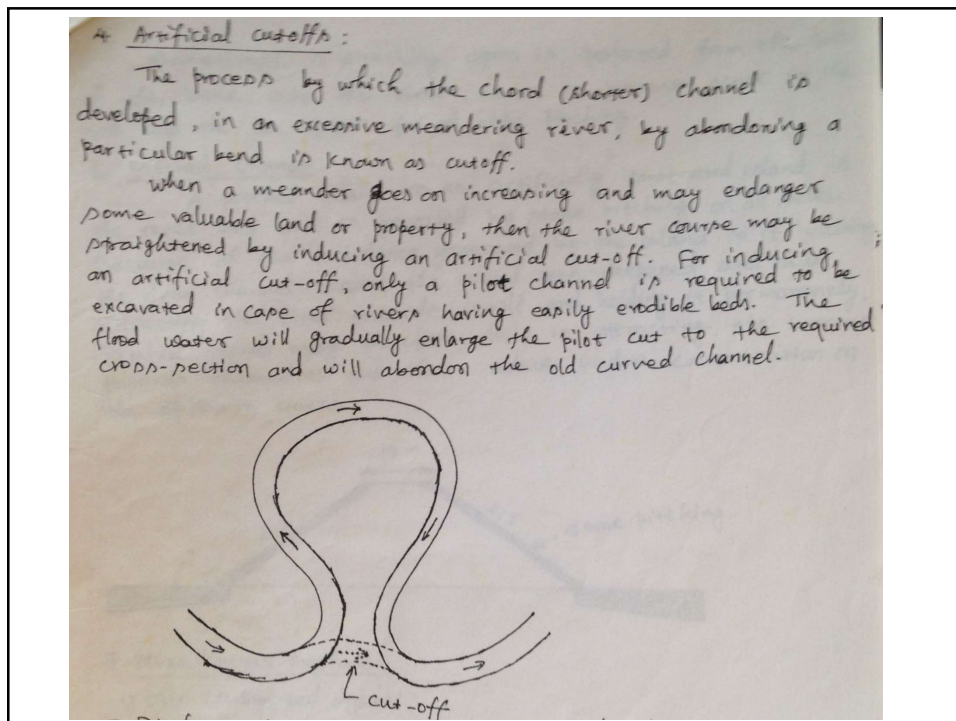 4. Artificial cutoffs :
The process by which the chord (shorter) channel is
developed, in an excessive meandering river, by abandoning a
particular bend is known as cutoff.
When a meander goes on increasing and may endanger
some valuable land or property, then the river course may be
straightened by inducing an artificial cut-off. For inducing,
an artificial cut-off, only a pilot channel is required to be
excavated in case of rivers having easily erodible beds. The
flood water will gradually enlarge the pilot cut to the required
cross-section and will abondon the old curved channel.
cut-off